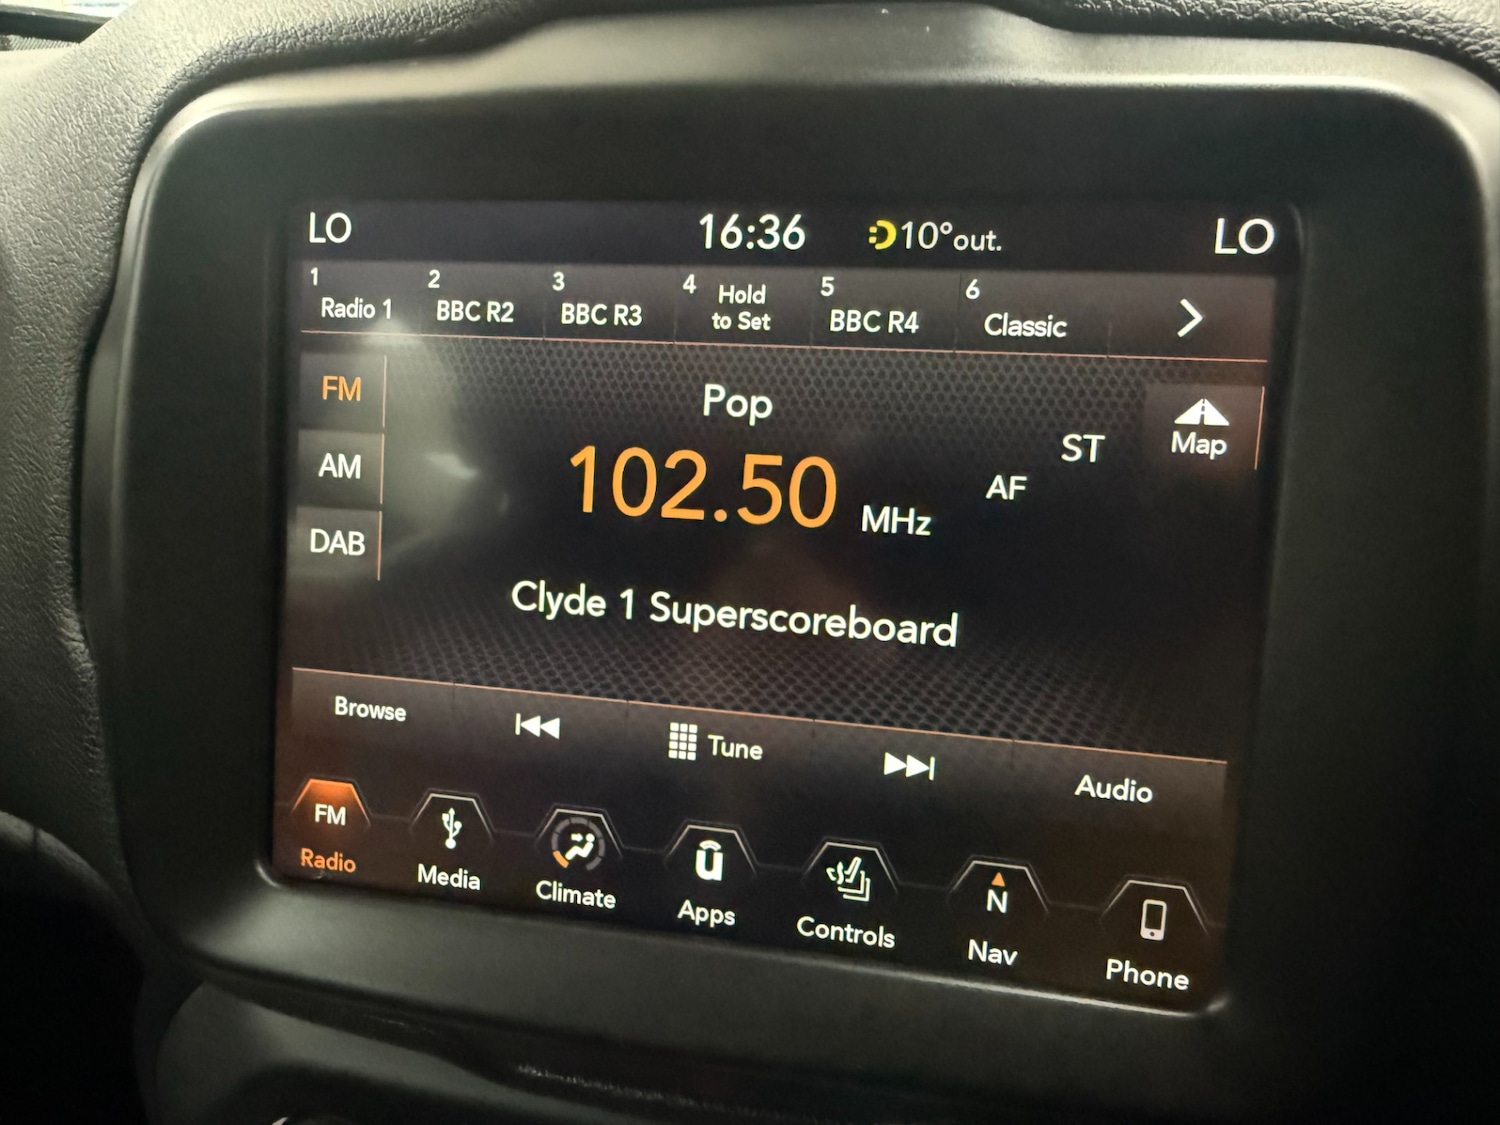 LO 16:36 10°out. LO
1 Radio 1
2 BBC R2
3 BBC R3
4 Hold
to Set
5 BBC R4
6 Classic
FM
AM
DAB
Pop
102.50 MHz
AF
ST
Map
Clyde 1 Superscoreboard
Browse
Tune
Audio
FM
Radio
Media
Climate
u
Apps
Controls
N
Nav
Phone